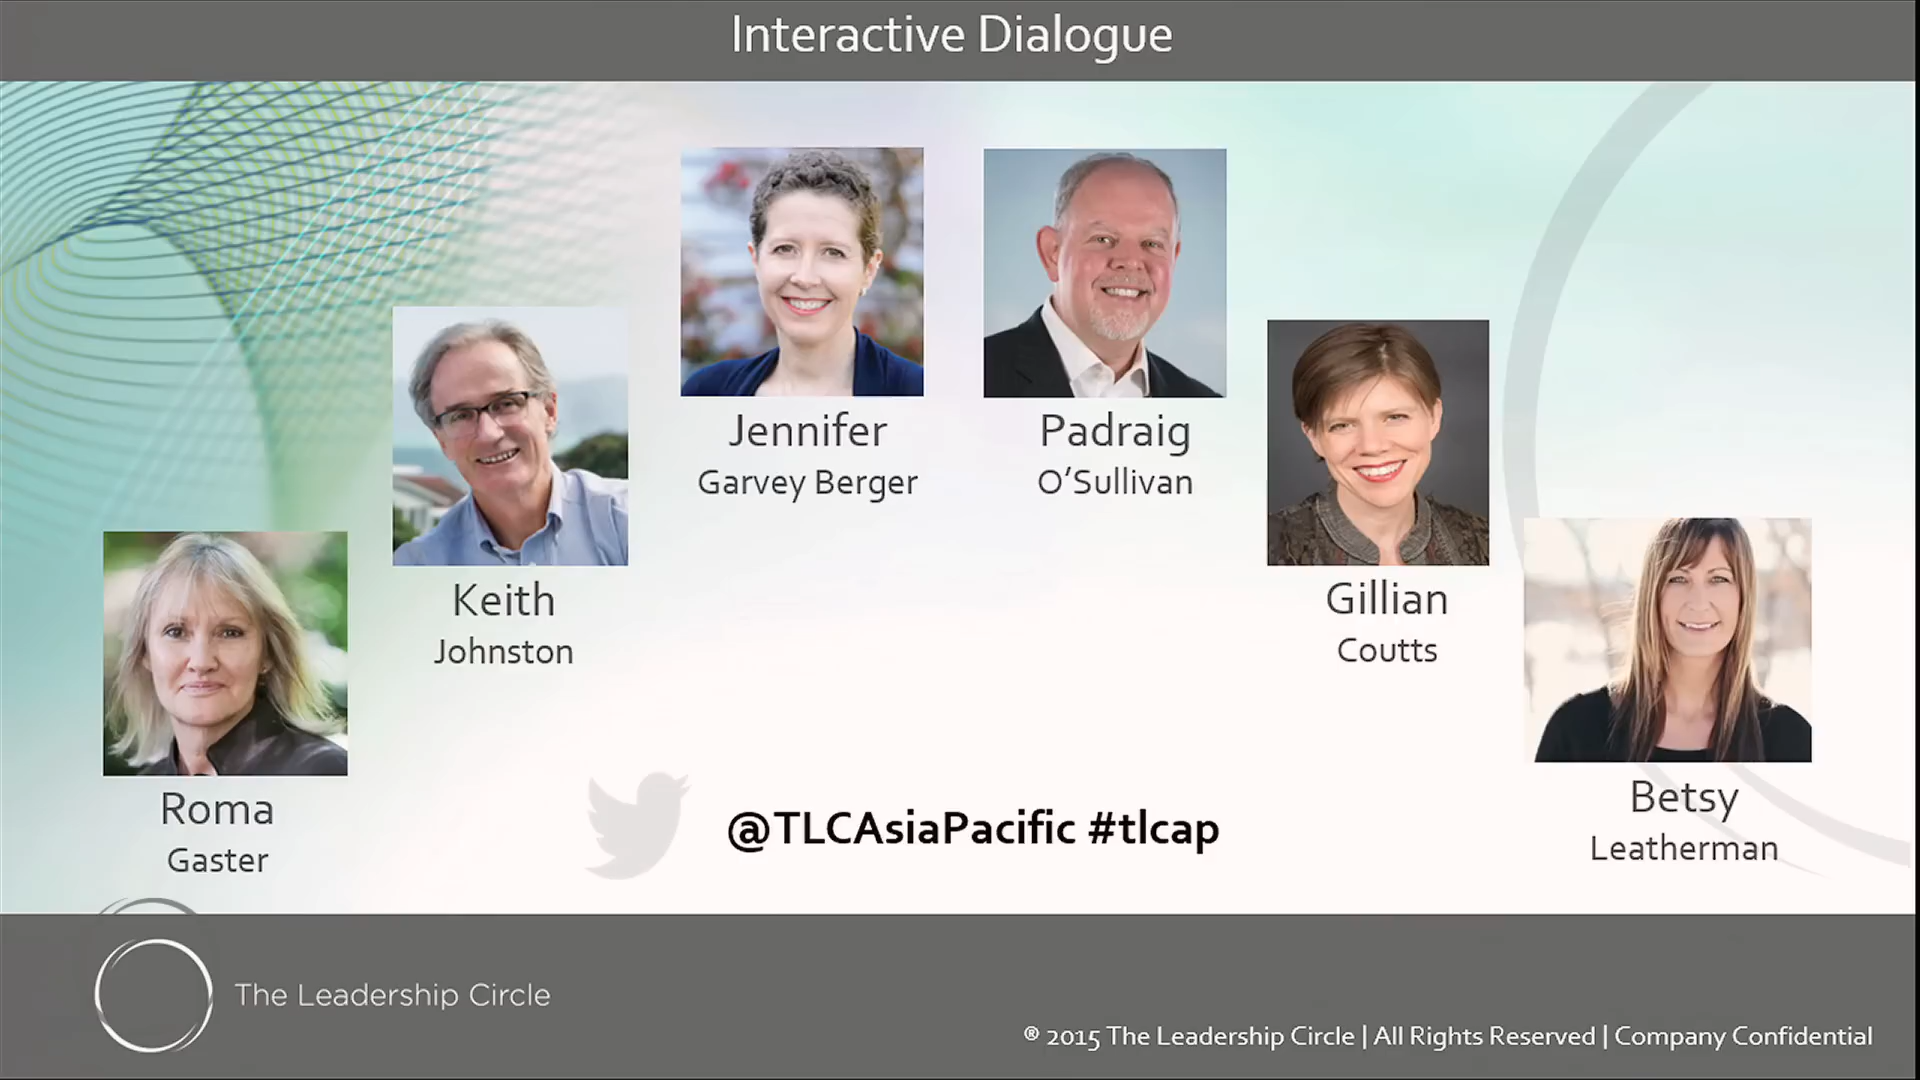 Interactive Dialogue
Jennifer
Garvey Berger
Padraig
O'Sullivan
Keith
Johnston
Gillian
Coutts
Roma
Gaster
Betsy
Leatherman
@TLCAsiaPacific #tlcap
The Leadership Circle
® 2015 The Leadership Circle | All Rights Reserved | Company Confidential